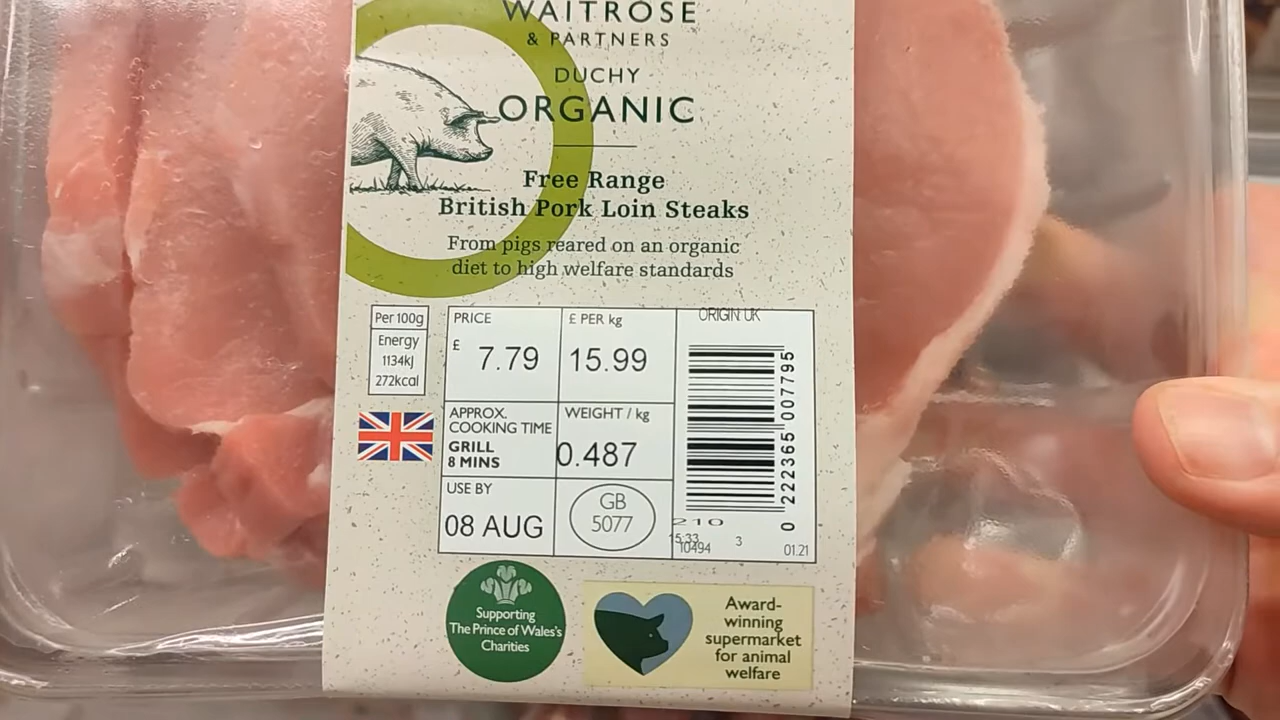 WAITROSE
& PARTNERS
DUCHY
ORGANIC
Free Range
British Pork Loin Steaks
From pigs reared on an organic
diet to high welfare standards
Per 100g
Energy
1134kJ
272kcal
PRICE
£ 7.79
£ PER kg
15.99
ORIGIN: UK
APPROX.
COOKING TIME
GRILL
8 MINS
WEIGHT / kg
0.487
USE BY
08 AUG
GB
5077
0 222365 007795
210
15:33
10494
3
01.21
Supporting
The Prince of Wales's
Charities
Award-
winning
supermarket
for animal
welfare